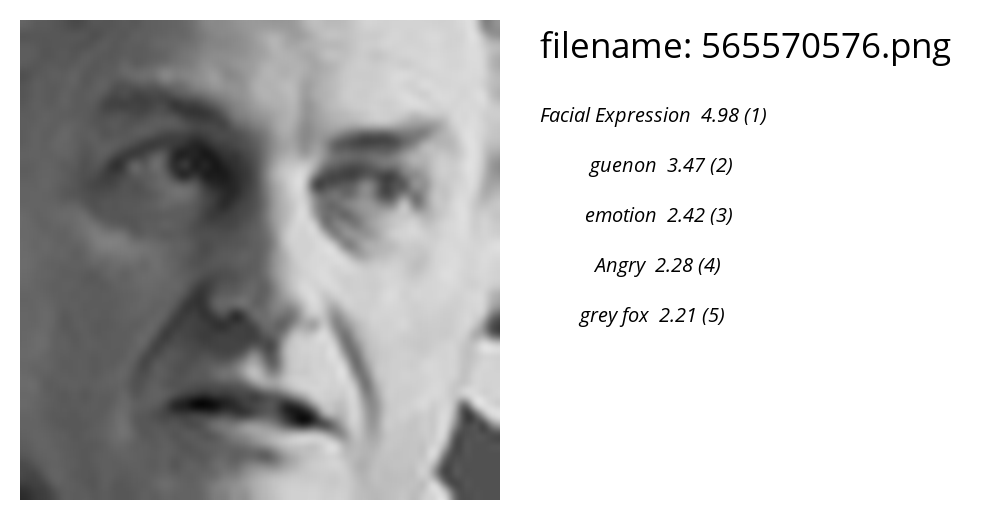 filename: 565570576.png
Facial Expression 4.98 (1)
guenon 3.47 (2)
emotion 2.42 (3)
Angry 2.28 (4)
grey fox 2.21 (5)